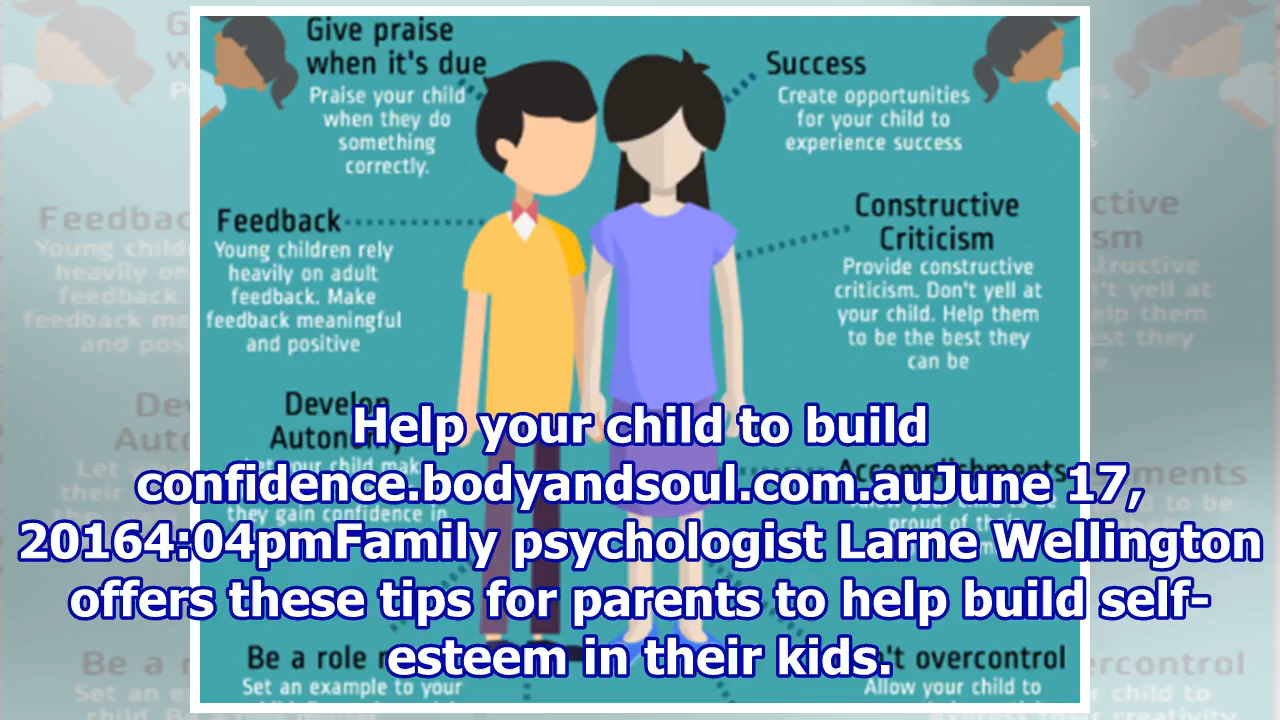 Give praise
when it's due
Praise your child
when they do
something
correctly.
Success
Create opportunities
for your child to
experience success
Feedback
Young children rely
heavily on adult
feedback. Make
feedback meaningful
and positive
Constructive
Criticism
Provide constructive
criticism. Don't yell at
your child. Help them
to be the best they
can be
Develop
Autonomy
your child
they gain confidence in
Accomplishments
proud of
Be a role
Set an example to your
't overcontrol
Allow your child to
Help your child to build
confidence.bodyandsoul.com.auJune 17,
20164:04pmFamily psychologist Larne Wellington
offers these tips for parents to help build self-
esteem in their kids.